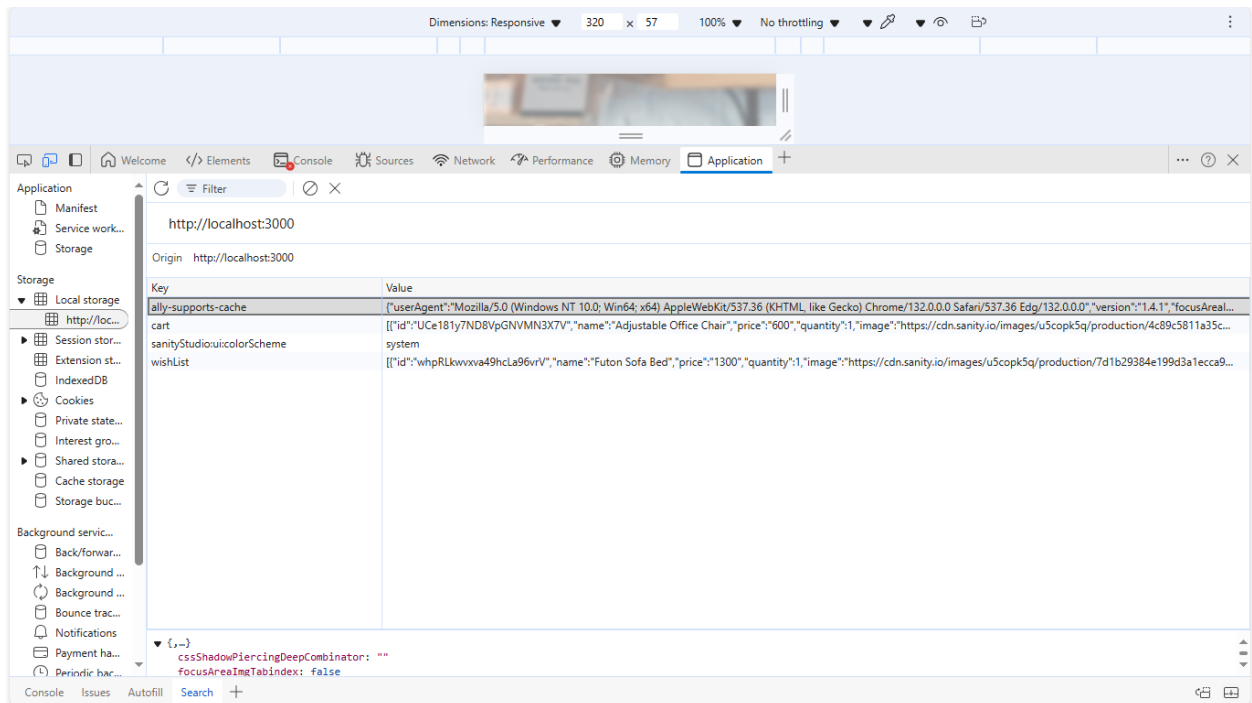 Dimensions: Responsive ▼ 320 x 57 100% ▼ No throttling ▼
Welcome </> Elements Console Sources Network Performance Memory Application +
Application
Manifest
Service work...
Storage
Storage
Local storage
http://loc...
Session stor...
Extension st...
IndexedDB
Cookies
Private state...
Interest gro...
Shared stora...
Cache storage
Storage buc...
Background servic...
Back/forwar...
Background ...
Background ...
Bounce trac...
Notifications
Payment ha...
Periodic bac...
Filter
http://localhost:3000
Origin http://localhost:3000
Key Value
ally-supports-cache {"userAgent":"Mozilla/5.0 (Windows NT 10.0; Win64; x64) AppleWebKit/537.36 (KHTML, like Gecko) Chrome/132.0.0.0 Safari/537.36 Edg/132.0.0.0","version":"1.4.1","focusAreaI...
cart [{"id":"UCe181y7ND8VpGNVMN3X7V","name":"Adjustable Office Chair","price":"600","quantity":1,"image":"https://cdn.sanity.io/images/u5copk5q/production/4c89c5811a35c...
sanityStudio:ui:colorScheme system
wishList [{"id":"whpRLkwvxva49hcLa96vrV","name":"Futon Sofa Bed","price":"1300","quantity":1,"image":"https://cdn.sanity.io/images/u5copk5q/production/7d1b29384e199d3a1ecca9...
▼ {,…}
cssShadowPiercingDeepCombinator: ""
focusAreaImgTabindex: false
Console Issues Autofill Search +